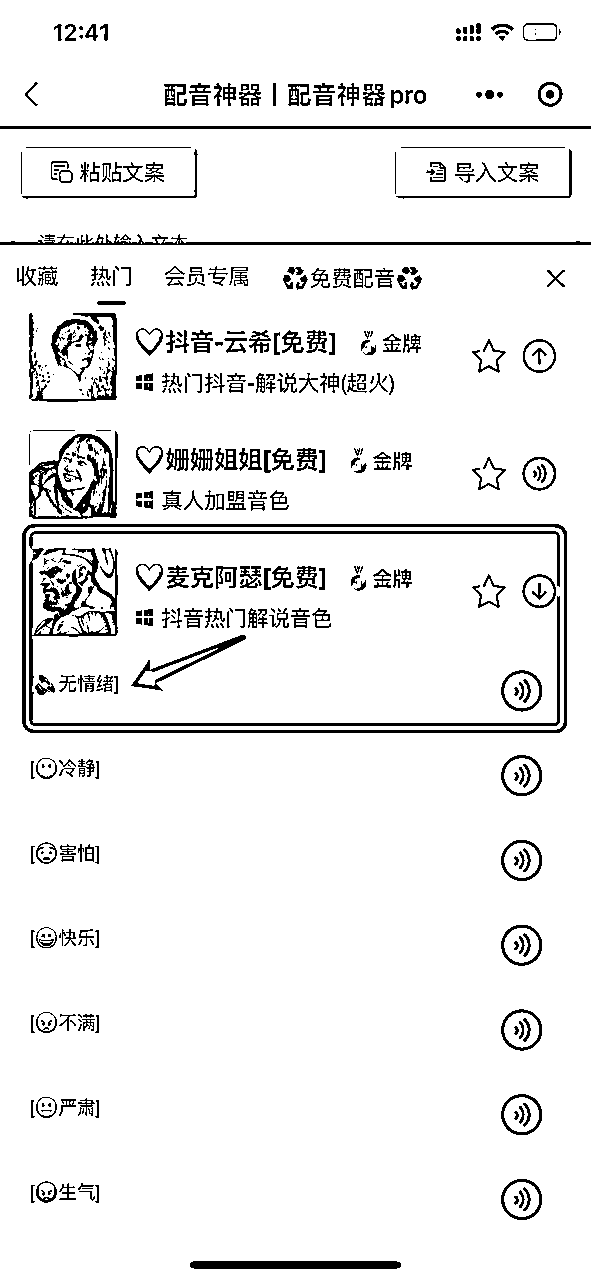 12:41
配音神器丨配音神器pro
粘贴文案 导入文案
请在此处输入文本
收藏 热门 会员专属 ♻免费配音♻
♡抖音-云希[免费] 金牌
热门抖音-解说大神(超火)
♡姗姗姐姐[免费] 金牌
真人加盟音色
♡麦克阿瑟[免费] 金牌
抖音热门解说音色
无情绪]
[😶冷静]
[😟害怕]
[😀快乐]
[😠不满]
[😐严肃]
[😡生气]